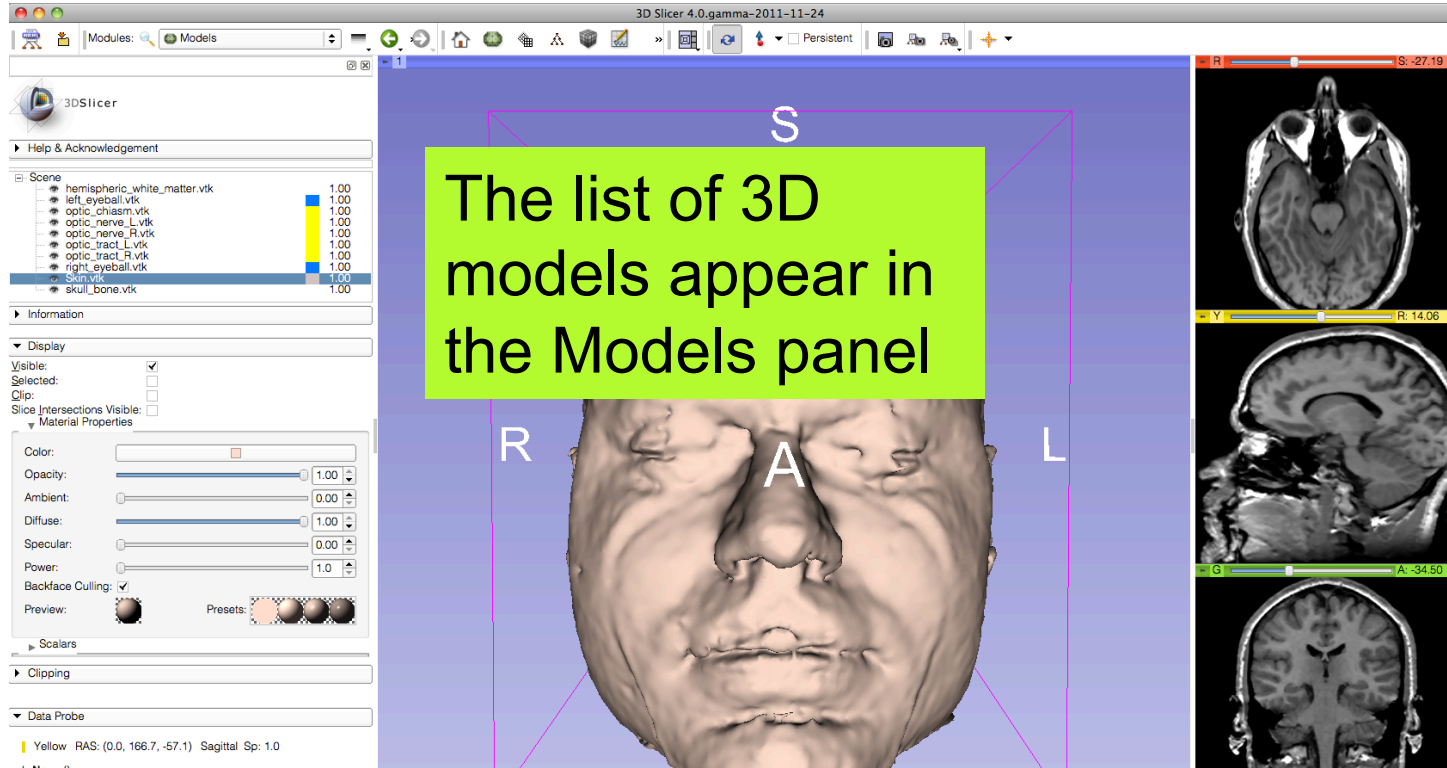 3D Slicer 4.0.gamma-2011-11-24
Modules: Models
» Persistent
1
3DSlicer
Help & Acknowledgement
Scene
hemispheric_white_matter.vtk 1.00
left_eyeball.vtk 1.00
optic_chiasm.vtk 1.00
optic_nerve_L.vtk 1.00
optic_nerve_R.vtk 1.00
optic_tract_L.vtk 1.00
optic_tract_R.vtk 1.00
right_eyeball.vtk 1.00
Skin.vtk 1.00
skull_bone.vtk 1.00
Information
Display
Visible:
Selected:
Clip:
Slice Intersections Visible:
Material Properties
Color:
Opacity: 1.00
Ambient: 0.00
Diffuse: 1.00
Specular: 0.00
Power: 1.0
Backface Culling:
Preview: Presets:
Scalars
Clipping
Data Probe
Yellow RAS: (0.0, 166.7, -57.1) Sagittal Sp: 1.0
S
The list of 3D
models appear in
the Models panel
R A L
R S: -27.19
Y R: 14.06
G A: -34.50